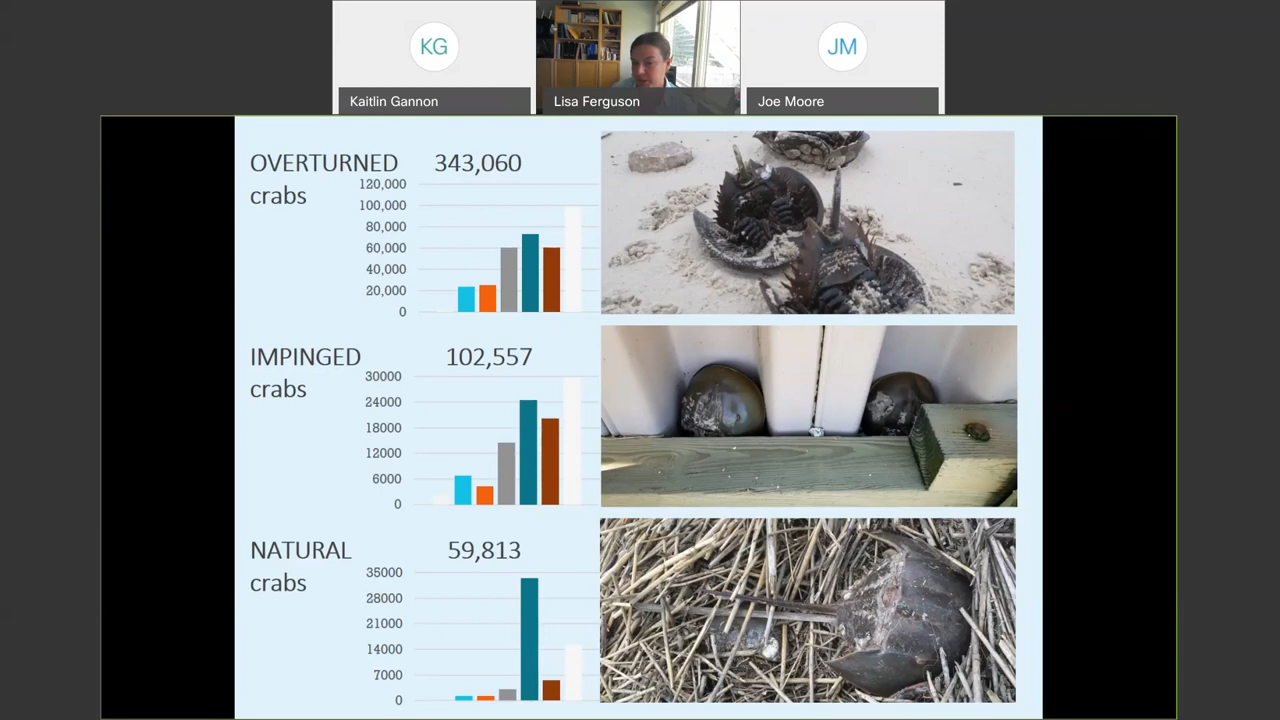 KG
JM
Kaitlin Gannon
Lisa Ferguson
Joe Moore
OVERTURNED 343,060
crabs
120,000
100,000
80,000
60,000
40,000
20,000
0
IMPINGED 102,557
crabs
30000
24000
18000
12000
6000
0
NATURAL 59,813
crabs
35000
28000
21000
14000
7000
0